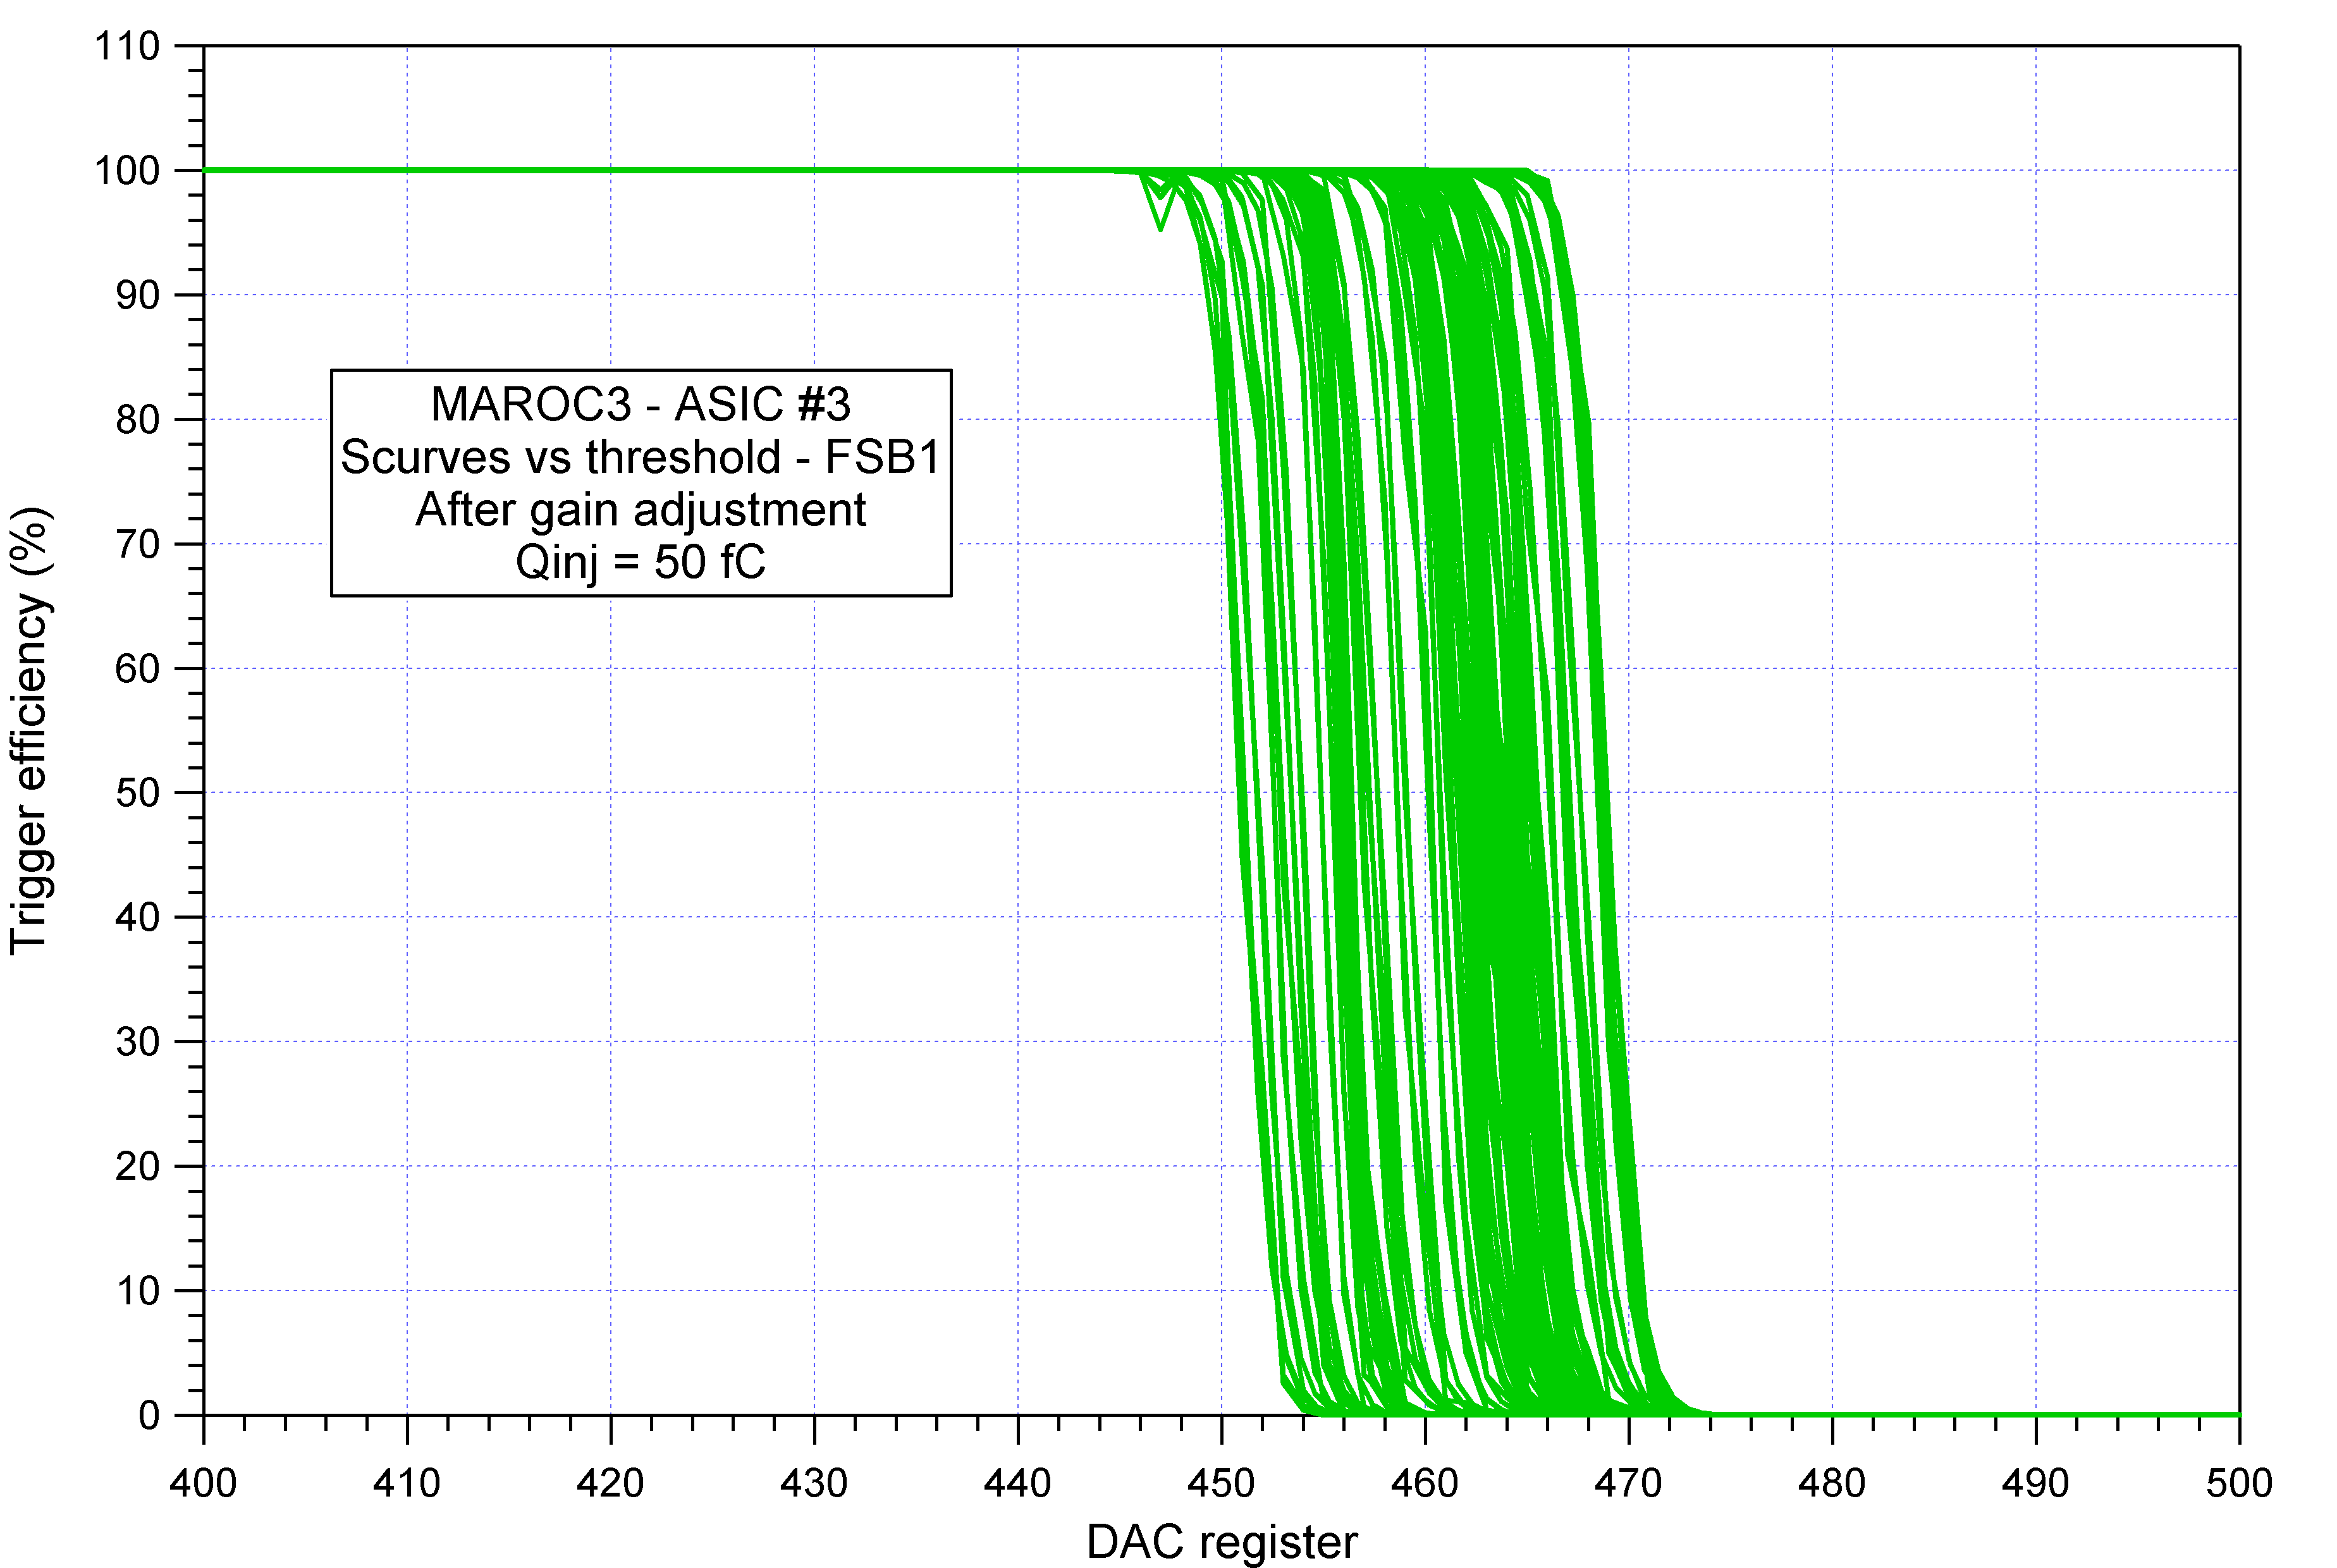 110
100
90
80
70
60
50
40
30
20
10
0
Trigger efficiency (%)
MAROC3 - ASIC #3
Scurves vs threshold - FSB1
After gain adjustment
Qinj = 50 fC
400 410 420 430 440 450 460 470 480 490 500
DAC register